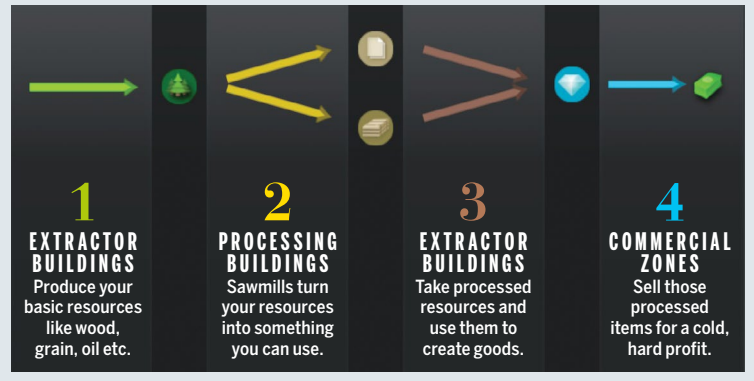 1
EXTRACTOR
BUILDINGS
Produce your
basic resources
like wood,
grain, oil etc.
2
PROCESSING
BUILDINGS
Sawmills turn
your resources
into something
you can use.
3
EXTRACTOR
BUILDINGS
Take processed
resources and
use them to
create goods.
4
COMMERCIAL
ZONES
Sell those
processed
items for a cold,
hard profit.